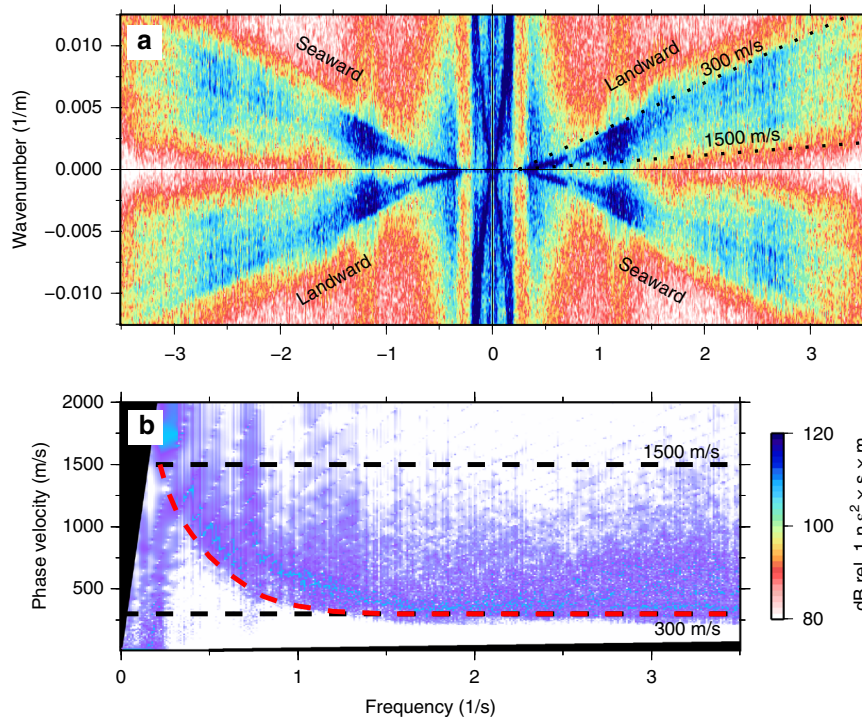 a
Seaward
Landward
300 m/s
1500 m/s
Landward
Seaward
Wavenumber (1/m)
0.010
0.005
0.000
−0.005
−0.010
−3
−2
−1
0
1
2
3
b
1500 m/s
300 m/s
Phase velocity (m/s)
2000
1500
1000
500
0
1
2
3
Frequency (1/s)
120
100
80